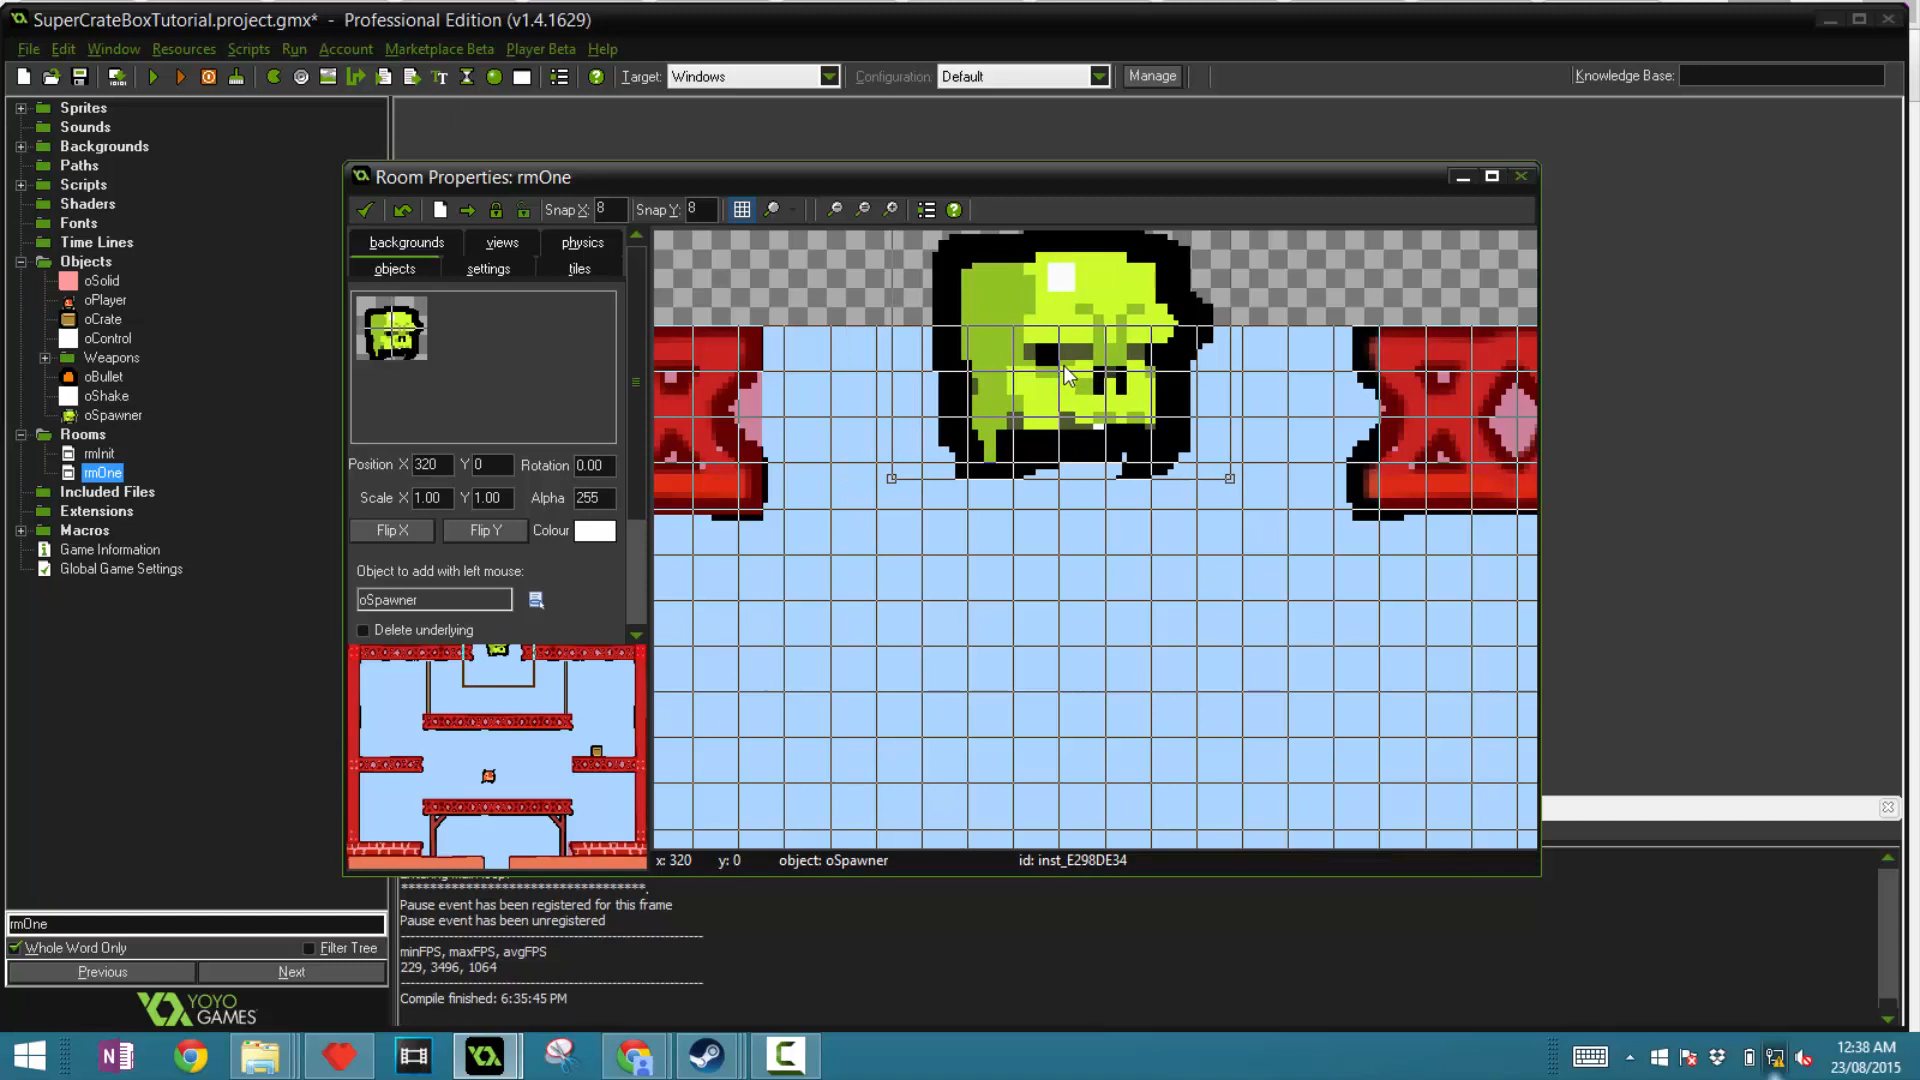 SuperCrateBoxTutorial.project.gmx* - Professional Edition (v1.4.1629)
File Edit Window Resources Scripts Run Account Marketplace Beta Player Beta Help
Target: Windows Configuration: Default Manage Knowledge Base:
Sprites
Sounds
Backgrounds
Paths
Scripts
Shaders
Fonts
Time Lines
Objects
oSolid
oPlayer
oCrate
oControl
Weapons
oBullet
oShake
oSpawner
Rooms
rmInit
rmOne
Included Files
Extensions
Macros
Game Information
Global Game Settings
rmOne
Whole Word Only Filter Tree
Previous Next
YOYO
GAMES
Room Properties: rmOne
Snap X: 8 Snap Y: 8
backgrounds views physics
objects settings tiles
Position X 320 Y 0 Rotation 0.00
Scale X 1.00 Y 1.00 Alpha 255
Flip X Flip Y Colour
Object to add with left mouse:
oSpawner
Delete underlying
x: 320 y: 0 object: oSpawner id: inst_E298DE34
Entering main loop.
**************************************.
Pause event has been registered for this frame
Pause event has been unregistered
minFPS, maxFPS, avgFPS
229, 3496, 1064
Compile finished: 6:35:45 PM
12:38 AM
23/08/2015